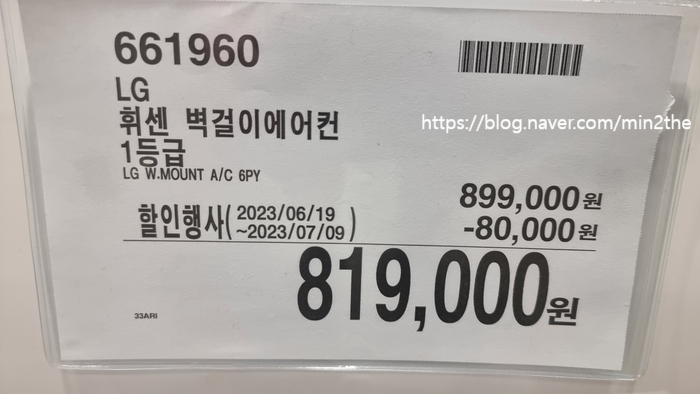 661960
LG
휘센 벽걸이에어컨
1등급
LG W.MOUNT A/C 6PY
https://blog.naver.com/min2the
899,000원
할인행사( 2023/06/19 ~2023/07/09 ) -80,000원
819,000원
33ARI